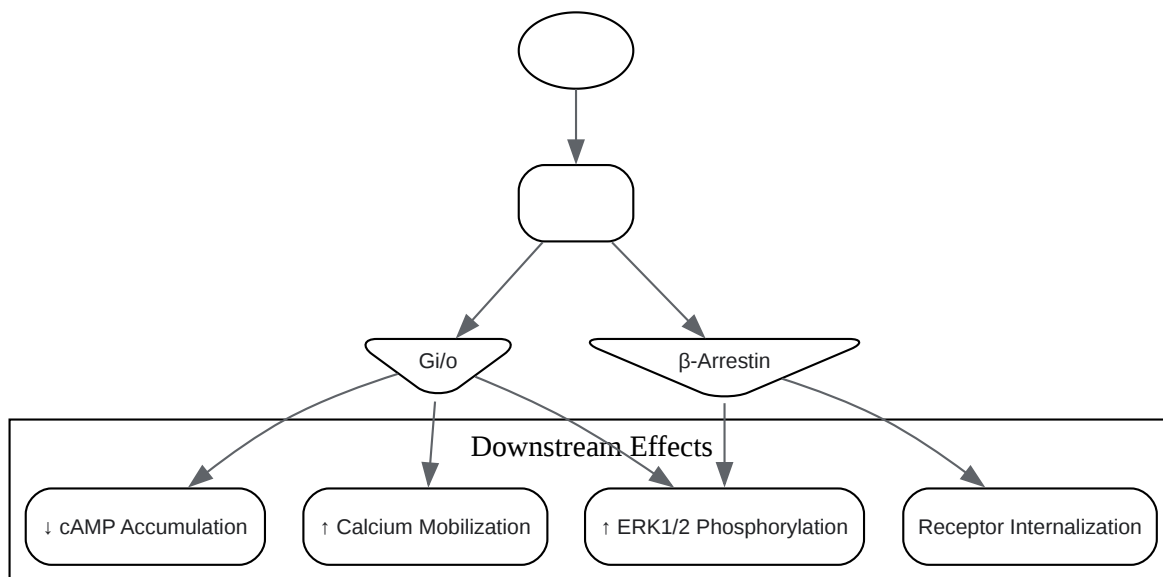 Gi/o
β-Arrestin
Downstream Effects
↓ cAMP Accumulation
↑ Calcium Mobilization
↑ ERK1/2 Phosphorylation
Receptor Internalization